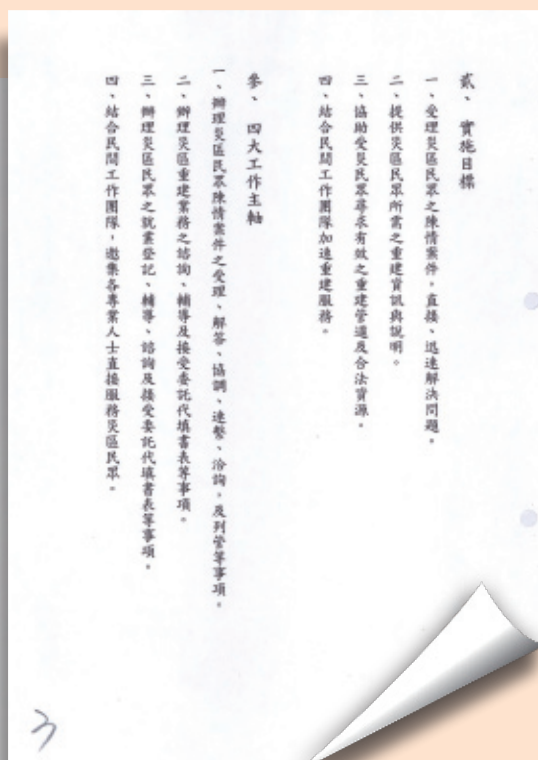 貳、實施目標
一、受理災區民眾之陳情案件，直接、迅速解決問題。
二、提供災區民眾所需之重建資訊與說明。
三、協助受災民眾尋求有效之重建管道及合法資源。
四、結合民間工作團隊加速重建服務。
參、四大工作主軸
一、辦理災區民眾陳情案件之受理、解答、協調、連繫、洽詢，及列管等事項。
二、辦理災區重建業務之諮詢、輔導及接受委託代填書表等事項。
三、辦理災區民眾之就業登記、輔導、諮詢及接受委託代填書表等事項。
四、結合民間工作團隊，邀集各專業人士直接服務災區民眾。
3